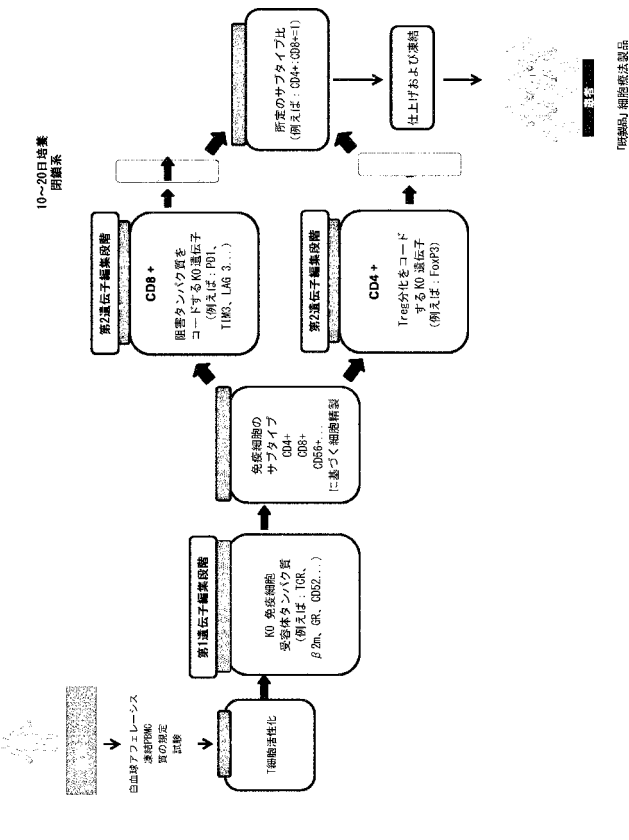 10～20日培養
閉鎖系
白血球アフェレーシス
凍結PBMC
質の規定
試験
T細胞活性化
第1遺伝子編集段階
KO 免疫細胞
受容体タンパク質
(例えば：TCR、
β2m、GR、CD52...)
免疫細胞の
サブタイプ
CD4+
CD8+
CD56+...
に基づく細胞精製
第2遺伝子編集段階
CD8 +
阻害タンパク質を
コードするKO遺伝子
(例えば：PD1、
TIM3、LAG 3...)
第2遺伝子編集段階
CD4 +
Treg分化をコード
するKO 遺伝子
(例えば：FoxP3)
所定のサブタイプ比
(例えば：CD4+:CD8+=1)
仕上げおよび凍結
「既製品」細胞療法製品